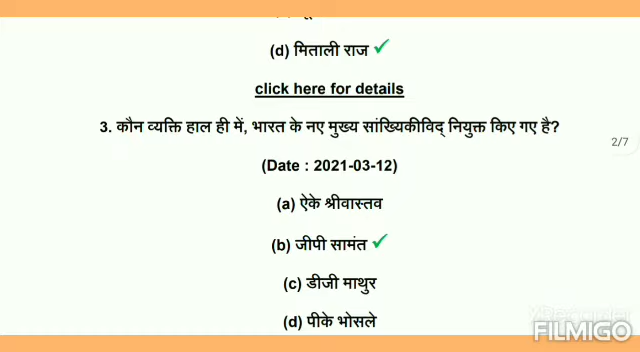 (d) मिताली राज ✓
click here for details
3. कौन व्यक्ति हाल ही में, भारत के नए मुख्य सांख्यिकीविद् नियुक्त किए गए है?
2/7
(Date : 2021-03-12)
(a) ऐके श्रीवास्तव
(b) जीपी सामंत ✓
(c) डीजी माथुर
(d) पीके भोसले
FILMIGO